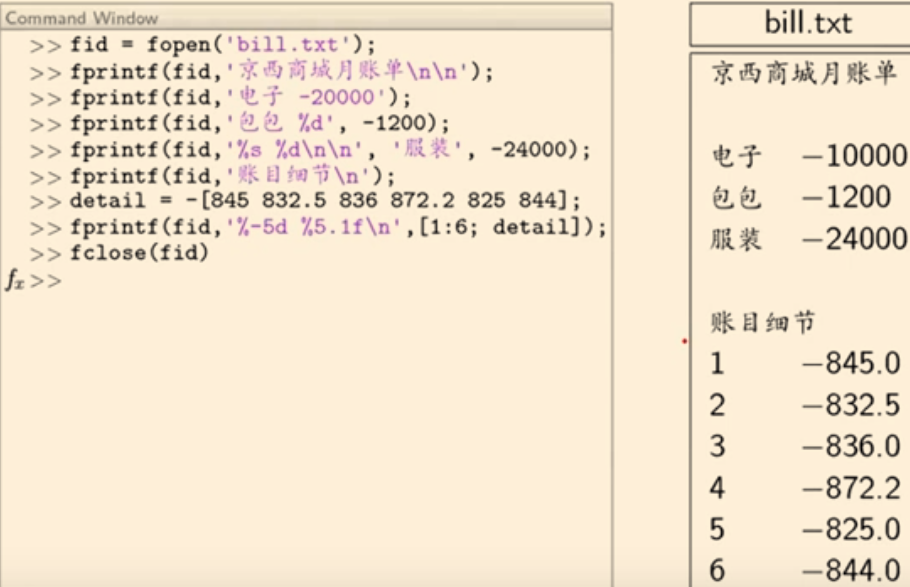 Command Window
>> fid = fopen('bill.txt');
>> fprintf(fid,'京西商城月账单\n\n');
>> fprintf(fid,'电子 -20000');
>> fprintf(fid,'包包 %d', -1200);
>> fprintf(fid,'%s %d\n\n', '服装', -24000);
>> fprintf(fid,'账目细节\n');
>> detail = -[845 832.5 836 872.2 825 844];
>> fprintf(fid,'%-5d %5.1f\n',[1:6; detail]);
>> fclose(fid)
fx >>
bill.txt
京西商城月账单
电子 −10000
包包 −1200
服装 −24000
账目细节
1 −845.0
2 −832.5
3 −836.0
4 −872.2
5 −825.0
6 −844.0